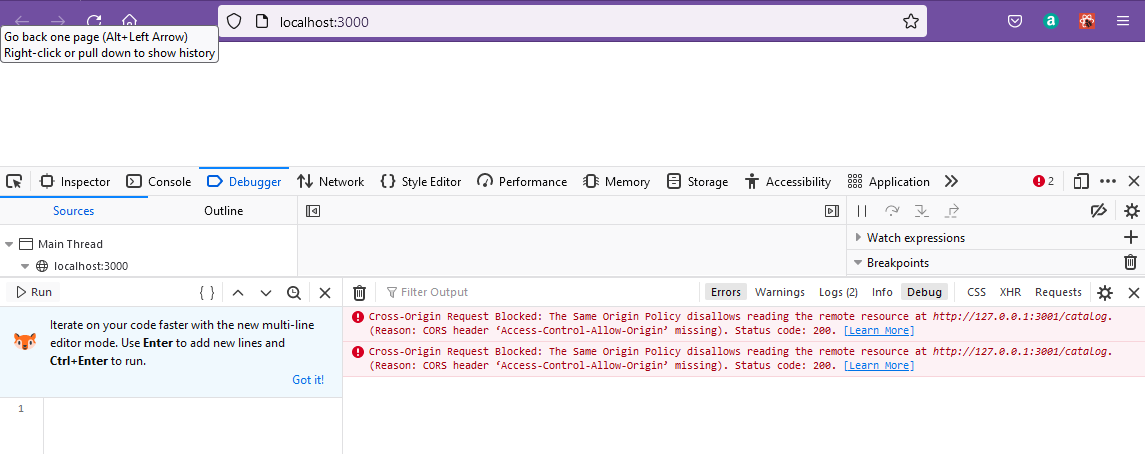 localhost:3000
Go back one page (Alt+Left Arrow)
Right-click or pull down to show history
Inspector Console Debugger Network Style Editor Performance Memory Storage Accessibility Application 2
Sources Outline
Main Thread
localhost:3000
Watch expressions
Breakpoints
Run
Filter Output
Errors Warnings Logs (2) Info Debug CSS XHR Requests
Iterate on your code faster with the new multi-line
editor mode. Use Enter to add new lines and
Ctrl+Enter to run.
Got it!
1
Cross-Origin Request Blocked: The Same Origin Policy disallows reading the remote resource at http://127.0.0.1:3001/cataLog.
(Reason: CORS header ‘Access-Control-Allow-Origin’ missing). Status code: 200. [Learn More]
Cross-Origin Request Blocked: The Same Origin Policy disallows reading the remote resource at http://127.0.0.1:3001/cataLog.
(Reason: CORS header ‘Access-Control-Allow-Origin’ missing). Status code: 200. [Learn More]